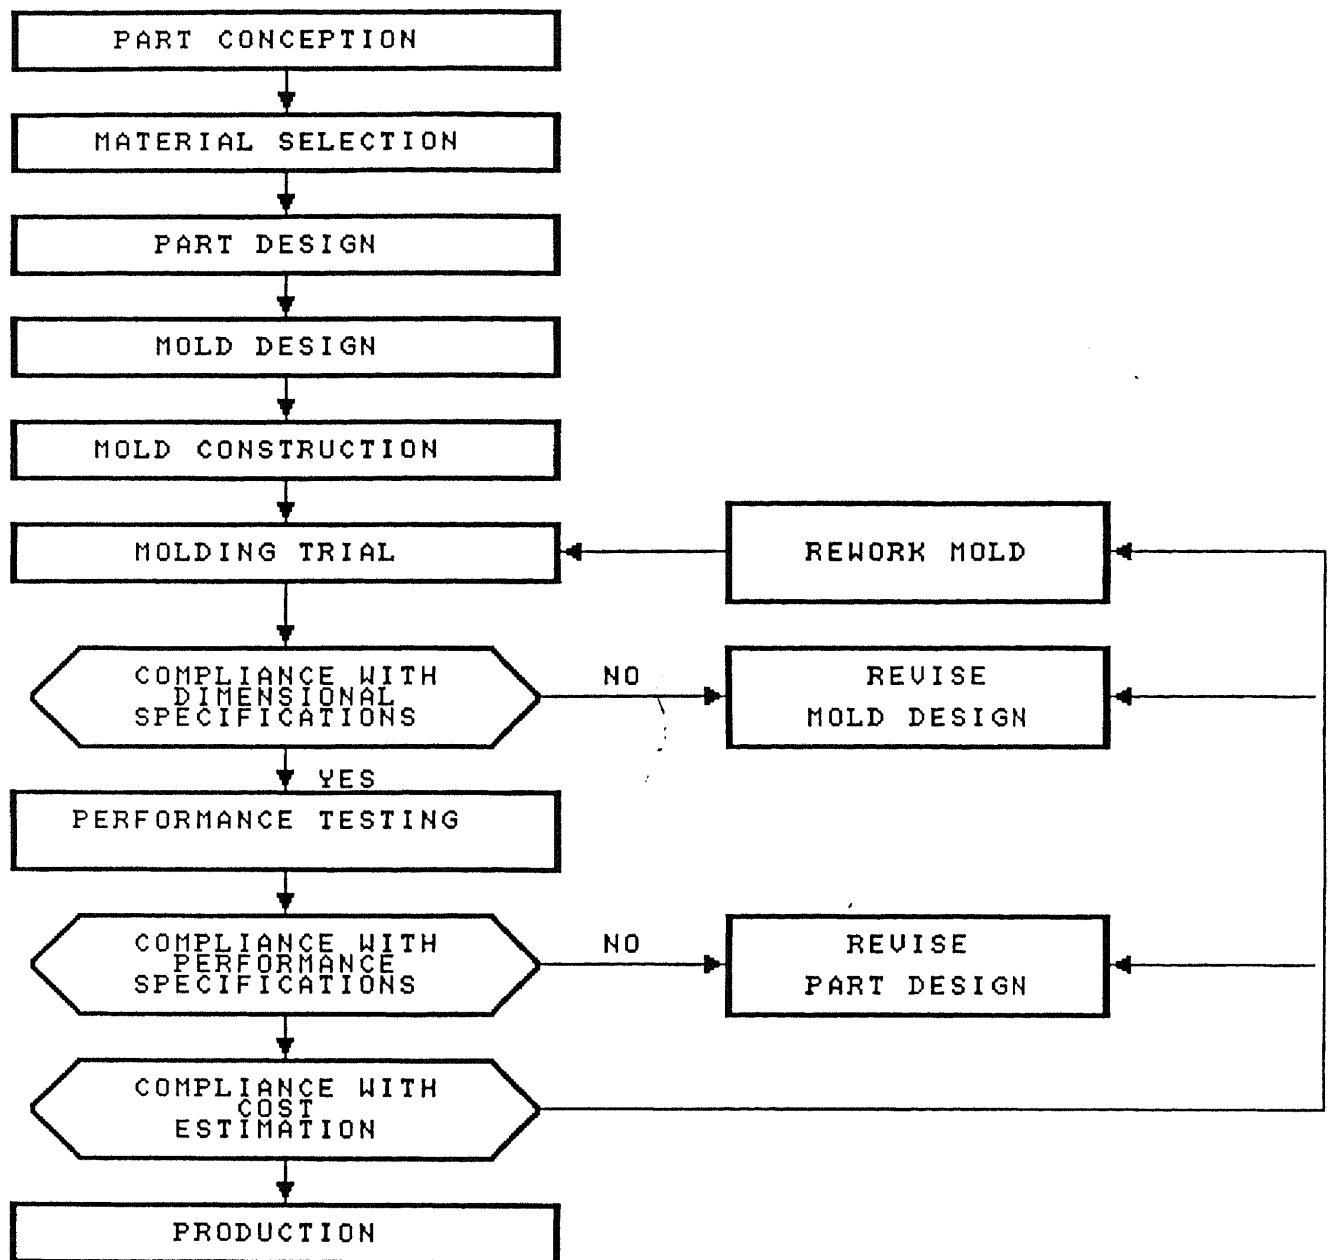 PART CONCEPTION
MATERIAL SELECTION
PART DESIGN
MOLD DESIGN
MOLD CONSTRUCTION
MOLDING TRIAL
REWORK MOLD
COMPLIANCE WITH
DIMENSIONAL
SPECIFICATIONS
NO
REVISE
MOLD DESIGN
YES
PERFORMANCE TESTING
COMPLIANCE WITH
PERFORMANCE
SPECIFICATIONS
NO
REVISE
PART DESIGN
COMPLIANCE WITH
COST
ESTIMATION
PRODUCTION